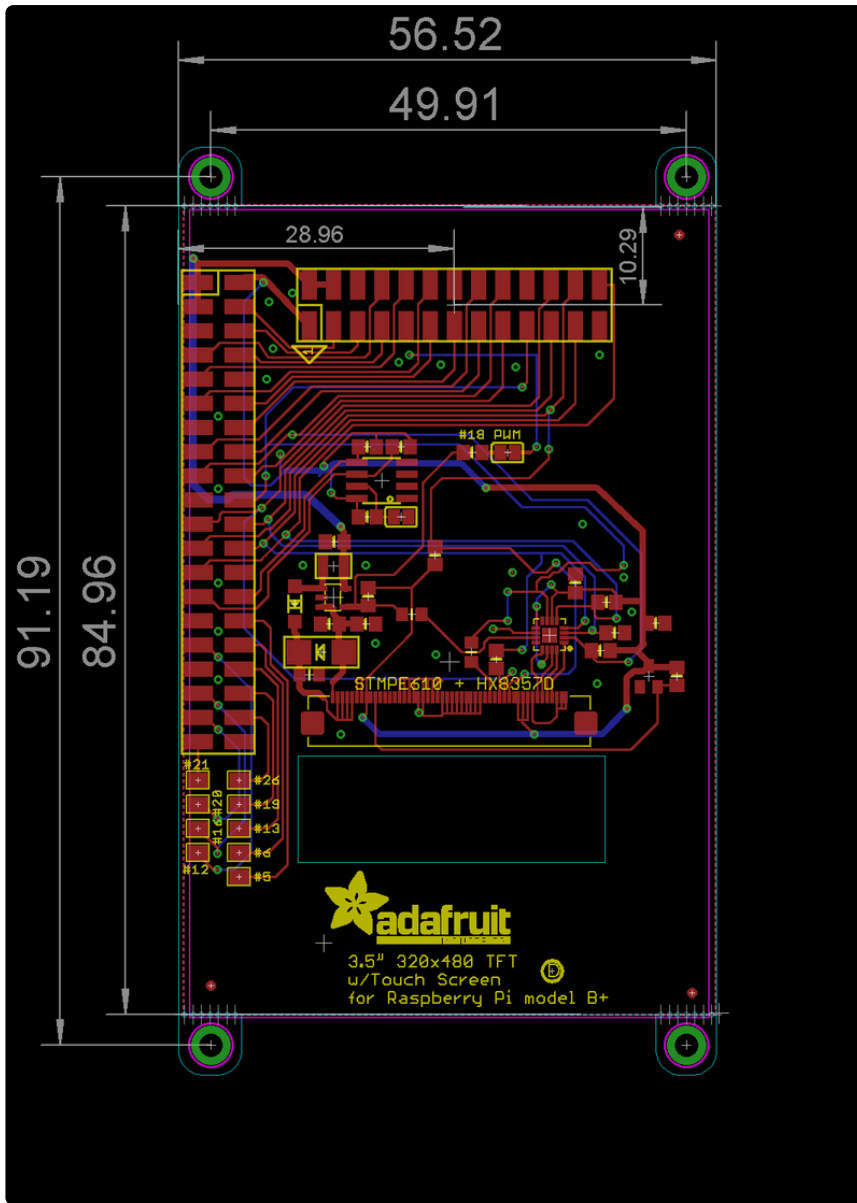 56.52
49.91
28.96
10.29
1
#18 PWM
91.19
84.96
STMPE610 + HX8357D
#21
#26
#20
#19
#16
#13
#6
#12
#5
adafruit
3.5" 320x480 TFT
w/Touch Screen
for Raspberry Pi model B+
D